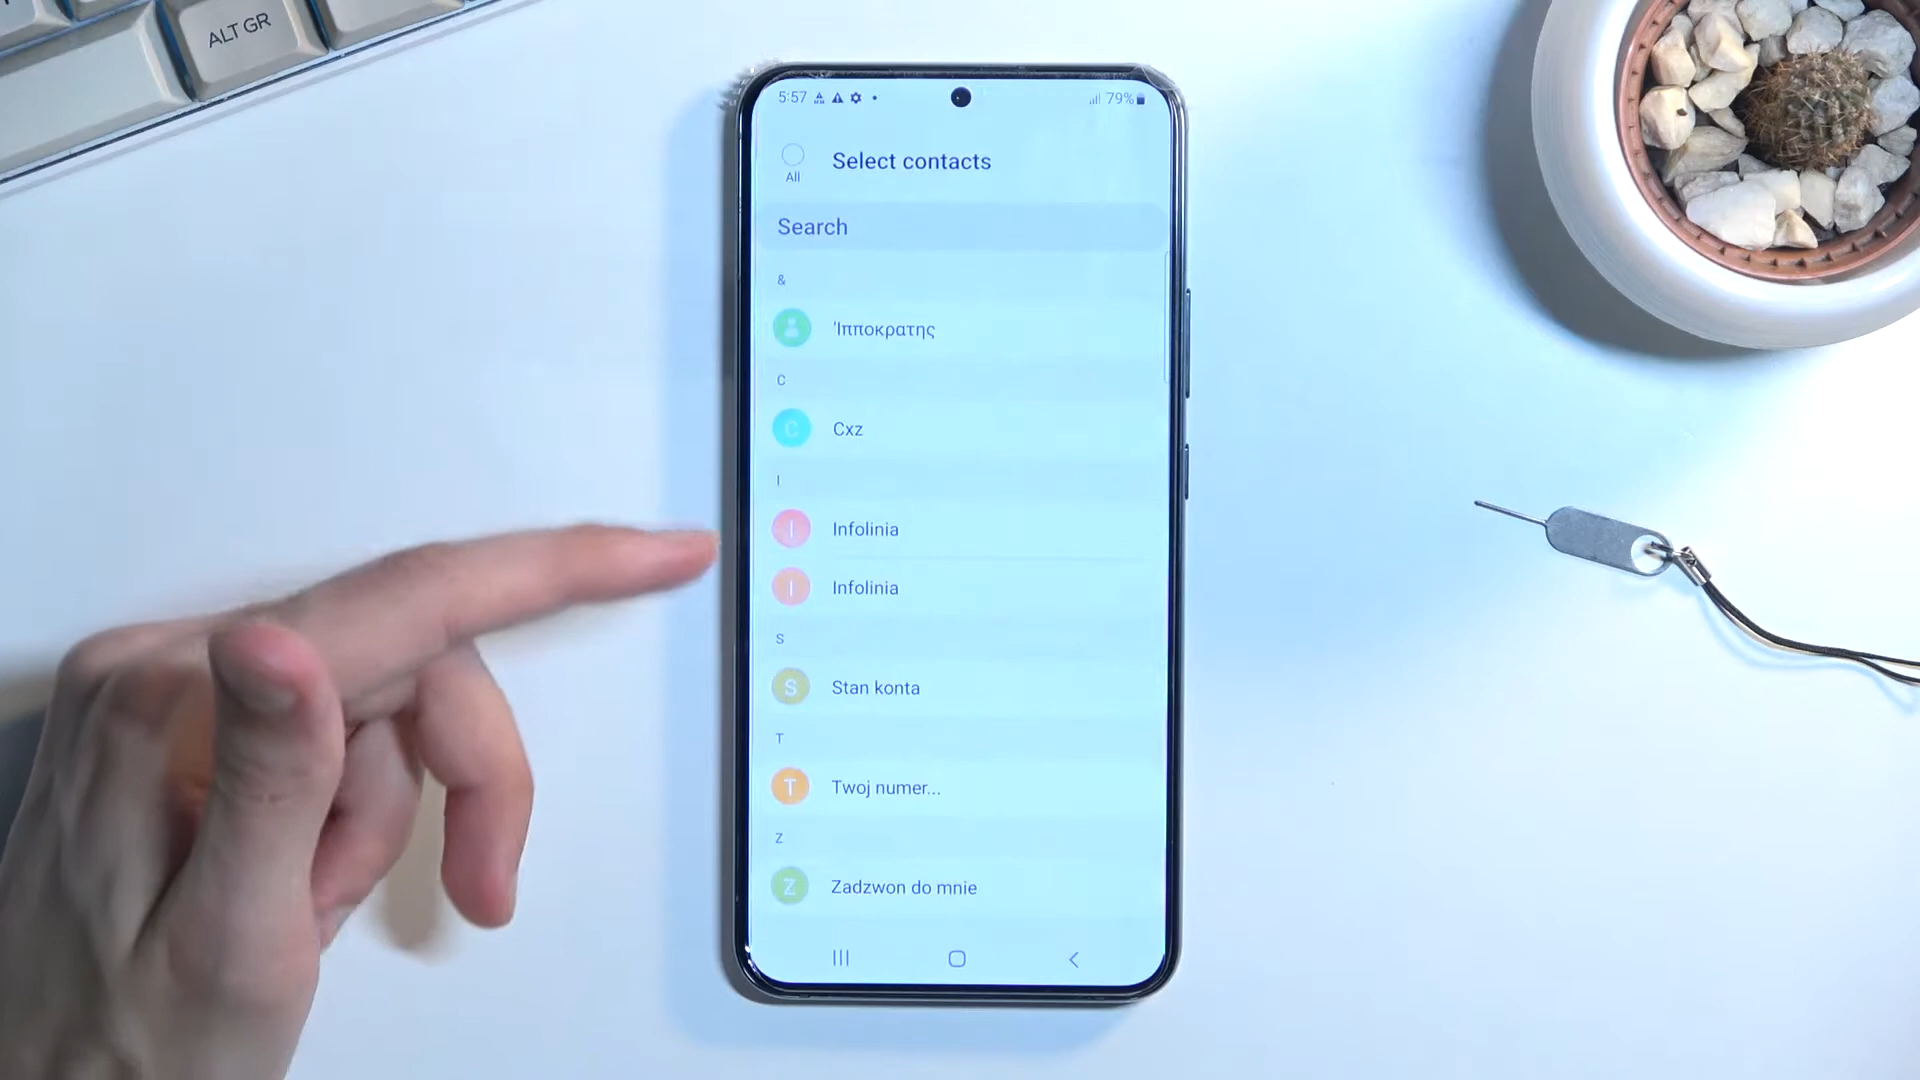 ALT GR
5:57
79%
All
Select contacts
Search
&
Ίπποκρατης
C
C
Cxz
I
I
Infolinia
I
Infolinia
S
S
Stan konta
T
T
Twoj numer...
Z
Z
Zadzwon do mnie